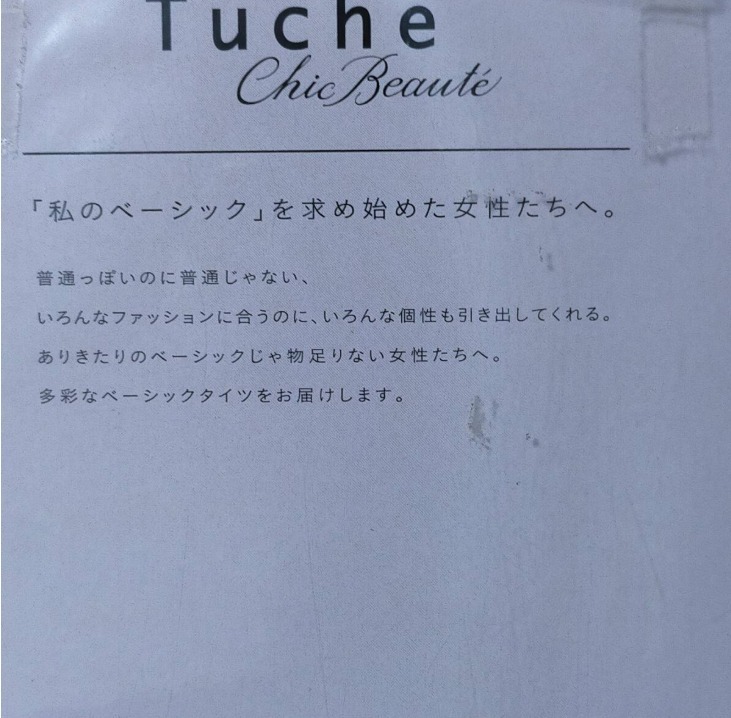 Tuche
Chic Beauté
「私のベーシック」を求め始めた女性たちへ。
普通っぽいのに普通じゃない、
いろんなファッションに合うのに、いろんな個性も引き出してくれる。
ありきたりのベーシックじゃ物足りない女性たちへ。
多彩なベーシックタイツをお届けします。